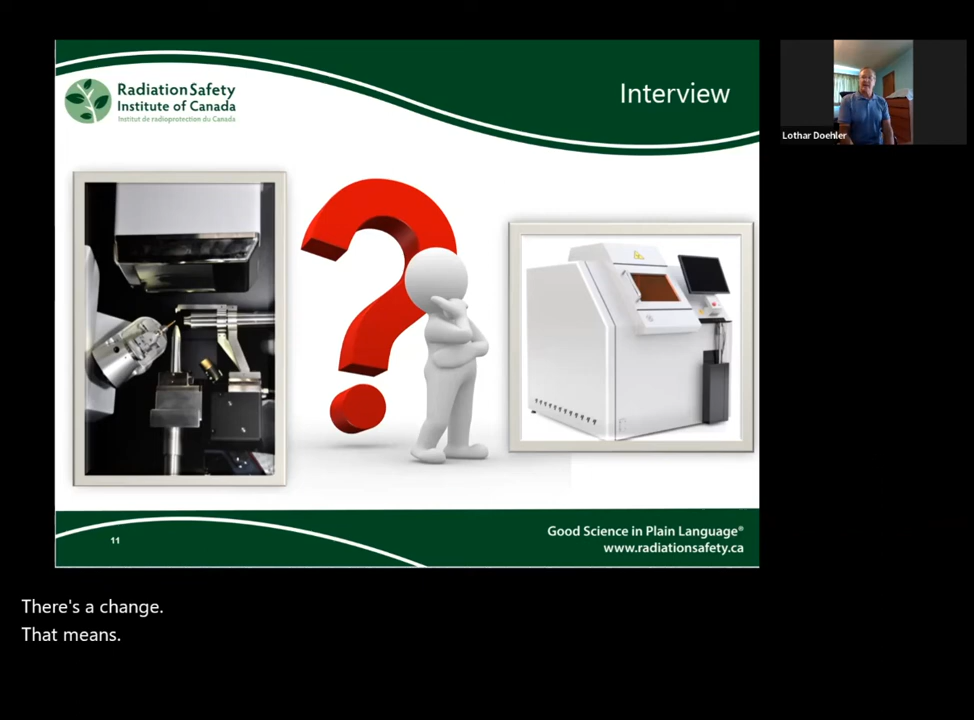 Radiation Safety
Institute of Canada
Institut de radioprotection du Canada
Interview
Lothar Doehler
11
Good Science in Plain Language®
www.radiationsafety.ca
There's a change.
That means.